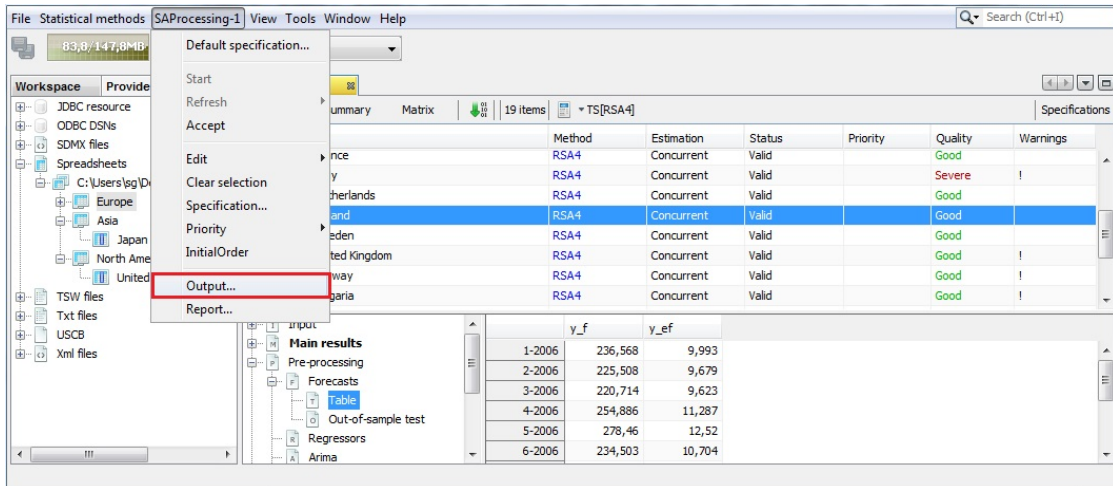 File Statistical methods SAProcessing-1 View Tools Window Help
Search (Ctrl+I)
83,8/147,8MB
Default specification...
Start
Refresh
Accept
Edit
Clear selection
Specification...
Priority
InitialOrder
Output...
Report...
Workspace
JDBC resource
ODBC DSNs
SDMX files
Spreadsheets
Europe
Asia
Japan
United
TSW files
Txt files
USCB
Xml files
Matrix 19 items TS[RSA4] Specifications
Method Estimation Status Priority Quality Warnings
RSA4 Concurrent Valid Good
RSA4 Concurrent Valid Severe !
RSA4 Concurrent Valid Good
RSA4 Concurrent Valid Good
RSA4 Concurrent Valid Good
Kingdom RSA4 Concurrent Valid Good !
RSA4 Concurrent Valid Good !
RSA4 Concurrent Valid Good !
Input
Main results
Pre-processing
Forecasts
Table
Out-of-sample test
Regressors
Arima
y_f y_ef
1-2006 236,568 9,993
2-2006 225,508 9,679
3-2006 220,714 9,623
4-2006 254,886 11,287
5-2006 278,46 12,52
6-2006 234,503 10,704